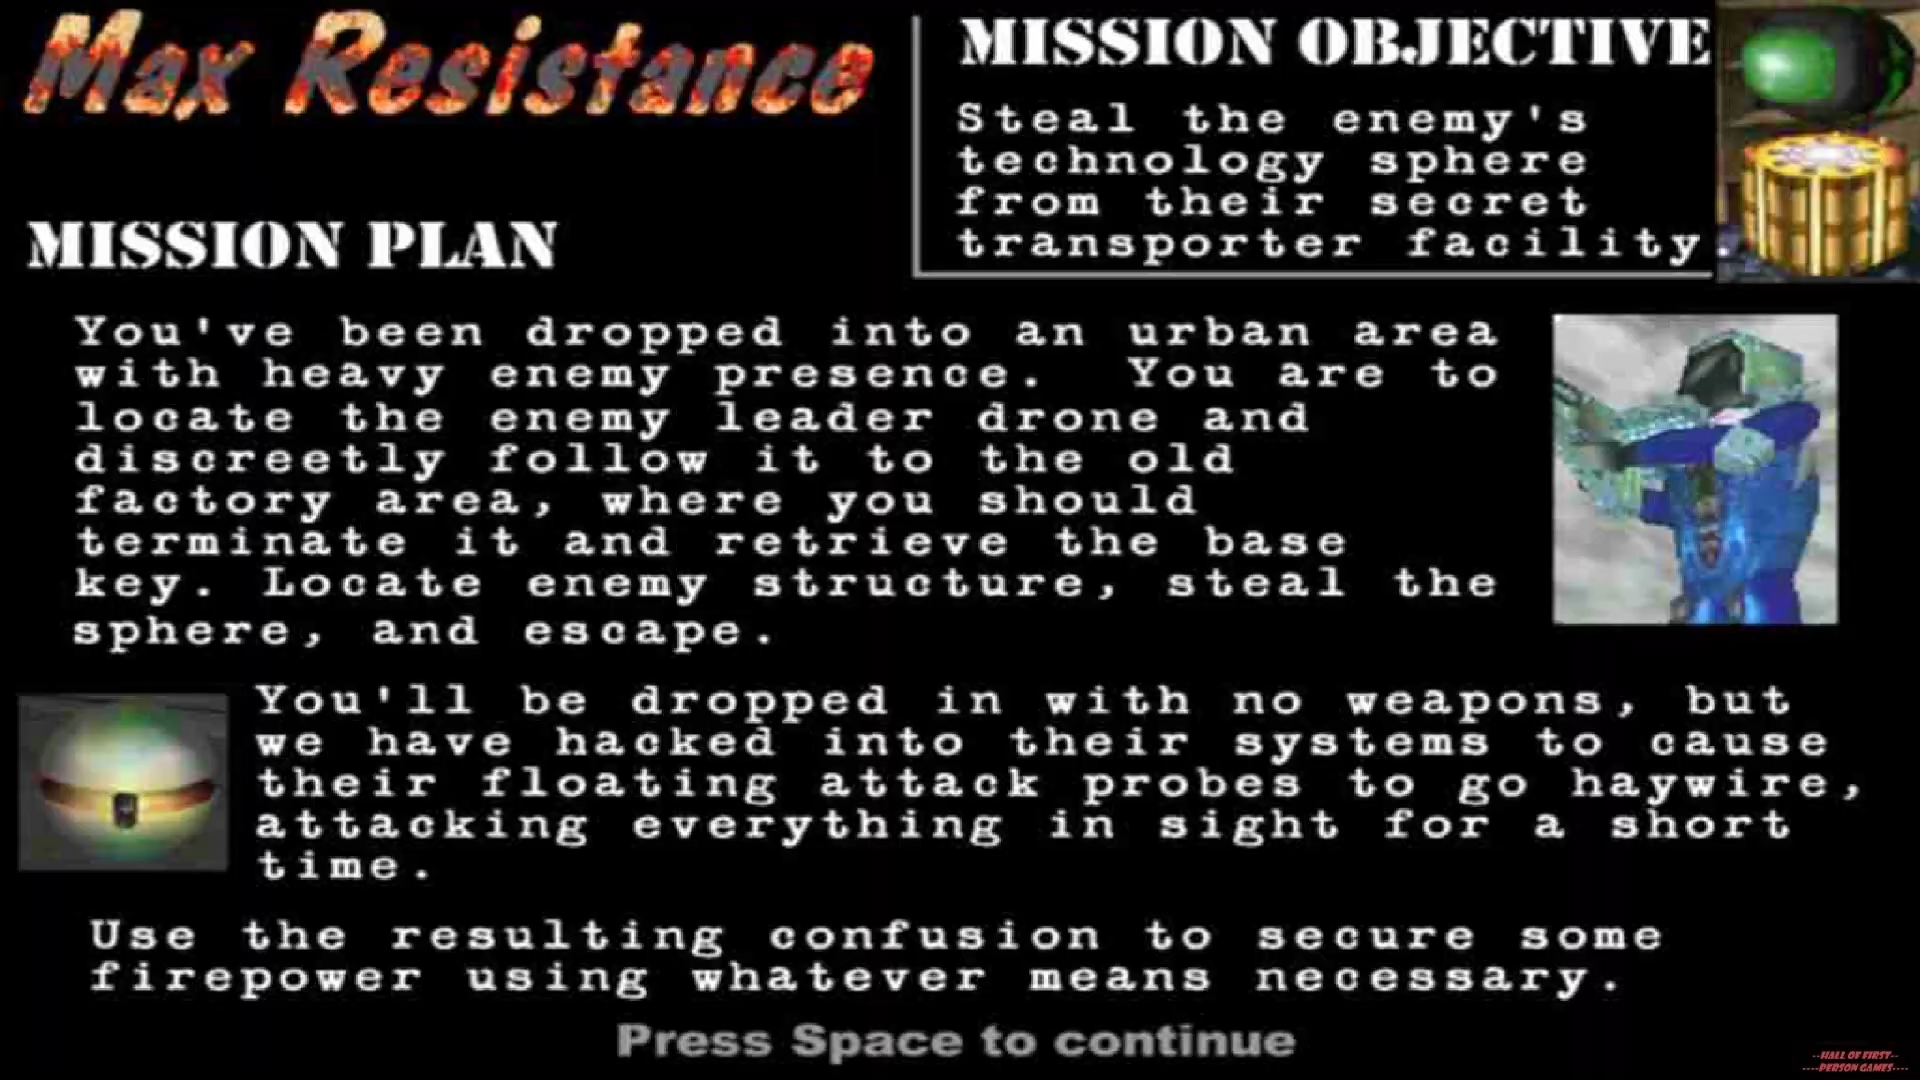 Max Resistance
MISSION OBJECTIVE
Steal the enemy's
technology sphere
from their secret
transporter facility.
MISSION PLAN
You've been dropped into an urban area
with heavy enemy presence. You are to
locate the enemy leader drone and
discreetly follow it to the old
factory area, where you should
terminate it and retrieve the base
key. Locate enemy structure, steal the
sphere, and escape.
You'll be dropped in with no weapons, but
we have hacked into their systems to cause
their floating attack probes to go haywire,
attacking everything in sight for a short
time.
Use the resulting confusion to secure some
firepower using whatever means necessary.
Press Space to continue
--HALL OF FIRST--
----PERSON GAMES----